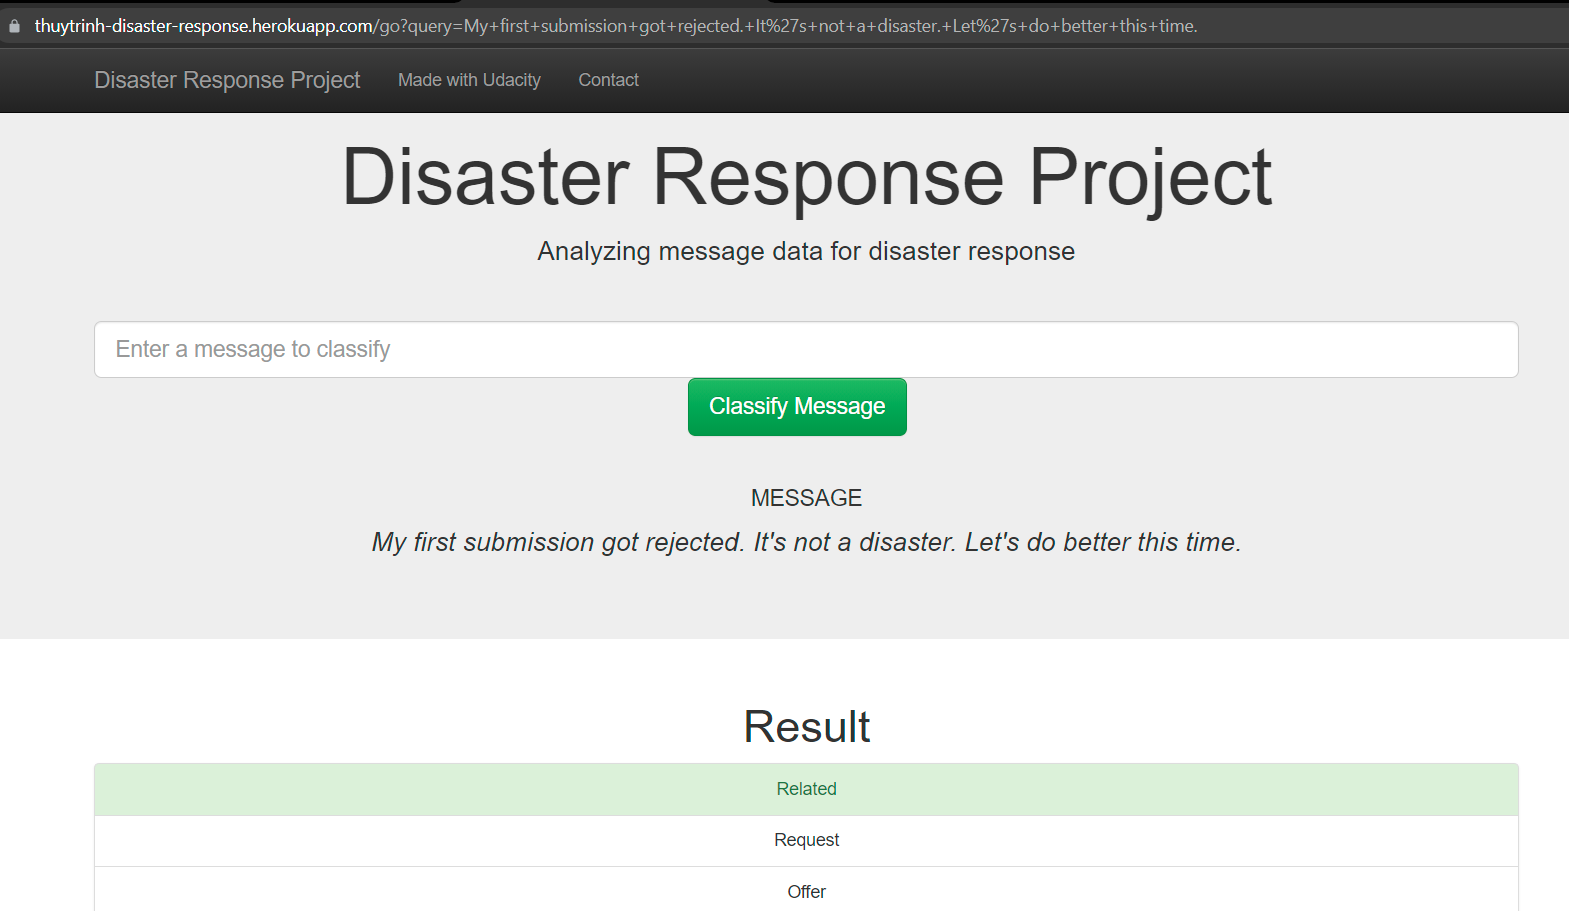 thuytrinh-disaster-response.herokuapp.com/go?query=My+first+submission+got+rejected.+It%27s+not+a+disaster.+Let%27s+do+better+this+time.
Disaster Response Project Made with Udacity Contact
Disaster Response Project
Analyzing message data for disaster response
Enter a message to classify
Classify Message
MESSAGE
My first submission got rejected. It's not a disaster. Let's do better this time.
Result
Related
Request
Offer